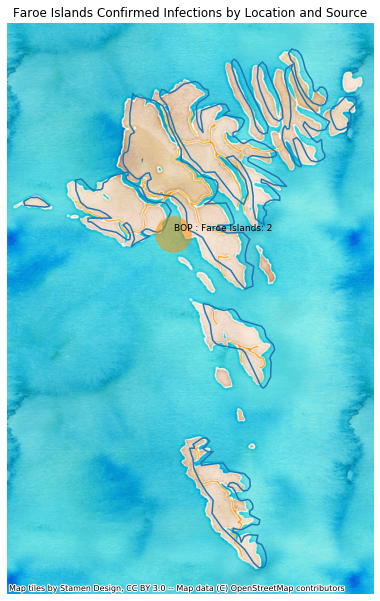 Faroe Islands Confirmed Infections by Location and Source
BOP : Faroe Islands: 2
Map tiles by Stamen Design, CC BY 3.0 -- Map data (C) OpenStreetMap contributors